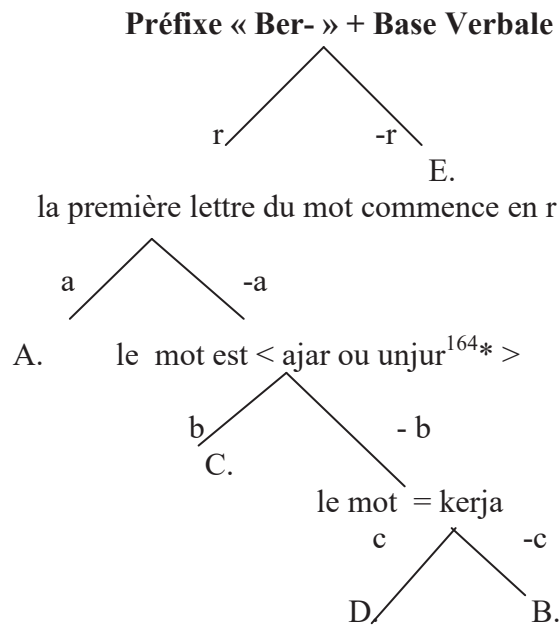 Préfixe « Ber- » + Base Verbale
r -r
E.
la première lettre du mot commence en r
a -a
A. le mot est < ajar ou unjur164* >
b - b
C.
le mot = kerja
c -c
D. B.